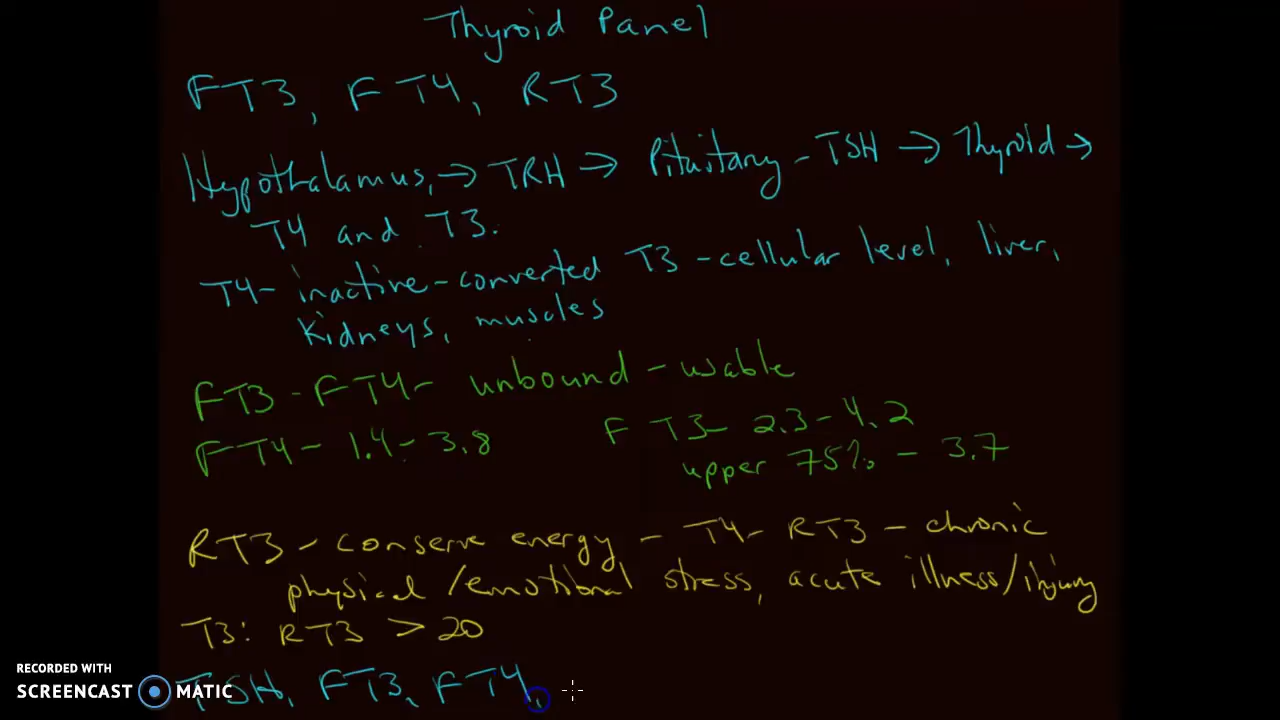 Thyroid Panel
FT3, FT4, RT3
Hypothalamus, → TRH → Pituitary - TSH → Thyroid →
T4 and T3.
T4 - inactive - converted T3 - cellular level, liver,
Kidneys, muscles
FT3 - FT4 - unbound - usable
FT4 - 1.4 - 3.8
F T3 - 2.3 - 4.2
upper 75% - 3.7
RT3 - conserve energy - T4 - RT3 - chronic
physical /emotional stress, acute illness/injury
T3: RT3 > 20
TSH, FT3, FT4,
RECORDED WITH
SCREENCAST MATIC